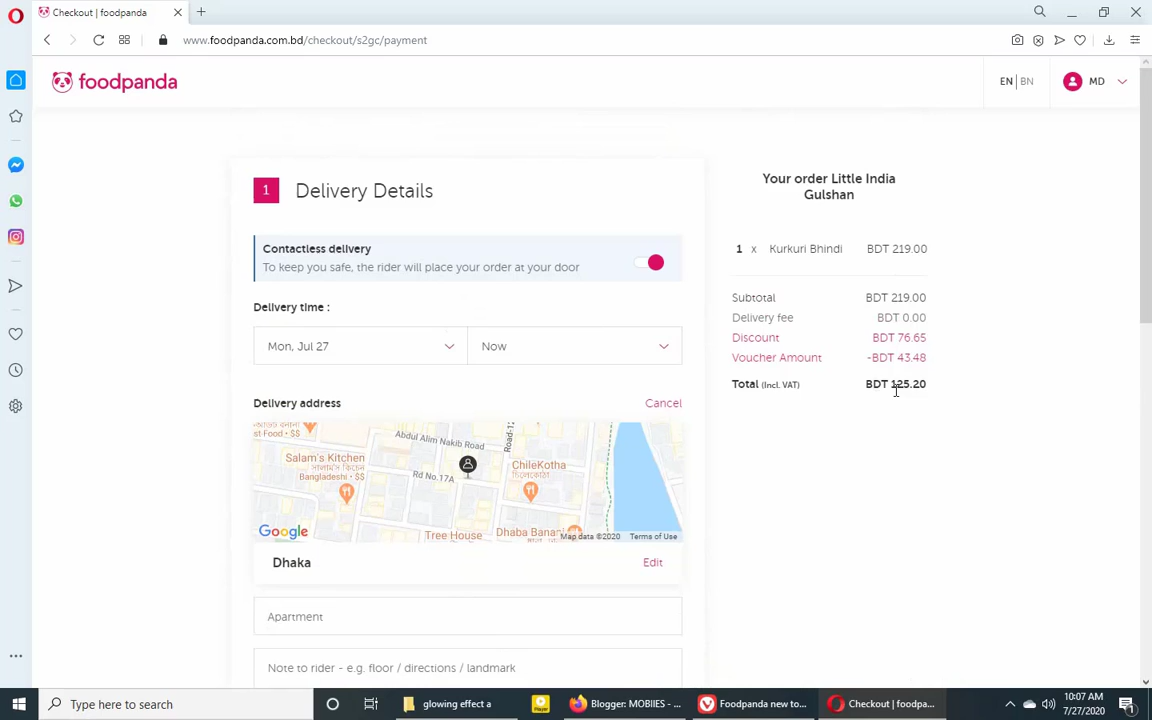 Checkout | foodpanda
www.foodpanda.com.bd/checkout/s2gc/payment
foodpanda
EN | BN
MD
1 Delivery Details
Contactless delivery
To keep you safe, the rider will place your order at your door
Delivery time :
Mon, Jul 27
Now
Delivery address
Cancel
Abdul Alim Nakib Road
Salam's Kitchen
Bangladeshi • $$
Rd No.17A
ChileKotha
Tree House
Dhaba Banani
Google
Map data ©2020 Terms of Use
Dhaka
Edit
Apartment
Note to rider - e.g. floor / directions / landmark
Your order Little India
Gulshan
1 x Kurkuri Bhindi BDT 219.00
Subtotal BDT 219.00
Delivery fee BDT 0.00
Discount BDT 76.65
Voucher Amount -BDT 43.48
Total (Incl. VAT) BDT 125.20
Type here to search
glowing effect a
Player
Blogger: MOBIIES - ...
Foodpanda new to...
Checkout | foodpa...
10:07 AM
7/27/2020
1